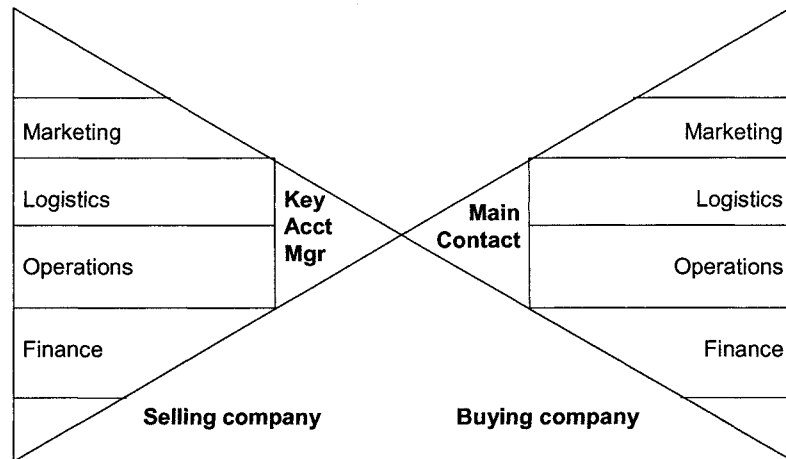 Marketing
Logistics
Operations
Finance
Key
Acct
Mgr
Main
Contact
Marketing
Logistics
Operations
Finance
Selling company
Buying company